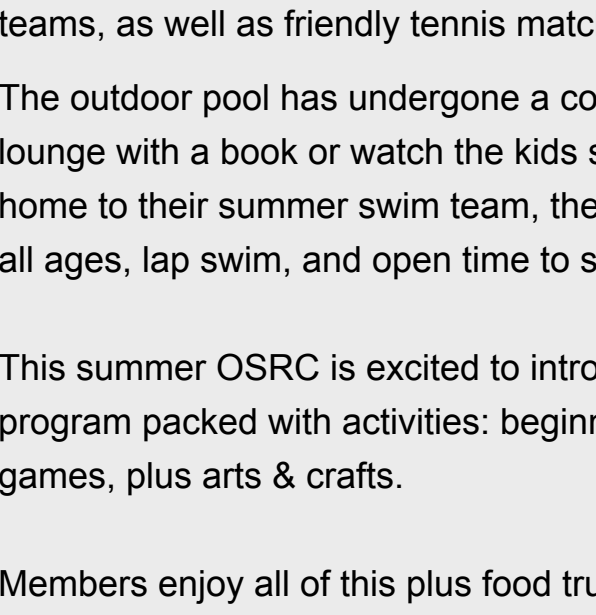 teams, as well as friendly tennis matc
The outdoor pool has undergone a co
lounge with a book or watch the kids s
home to their summer swim team, the
all ages, lap swim, and open time to s
This summer OSRC is excited to intro
program packed with activities: begin
games, plus arts & crafts.
Members enjoy all of this plus food tru